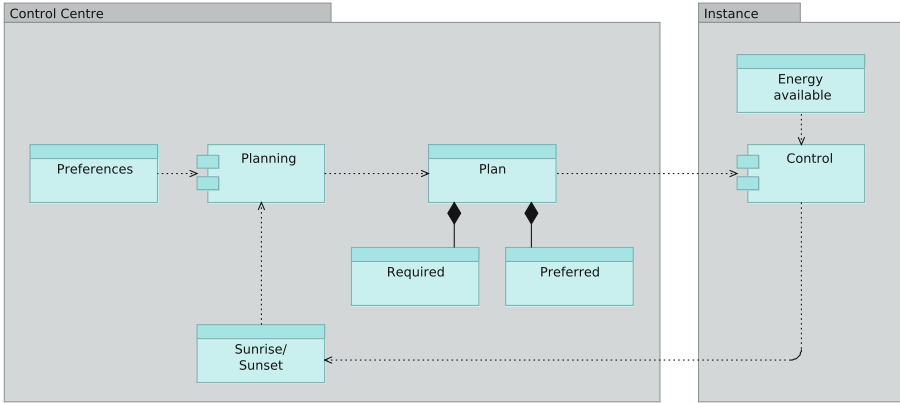 Control Centre
Instance
Energy
available
Preferences
Planning
Plan
Control
Required
Preferred
Sunrise/
Sunset